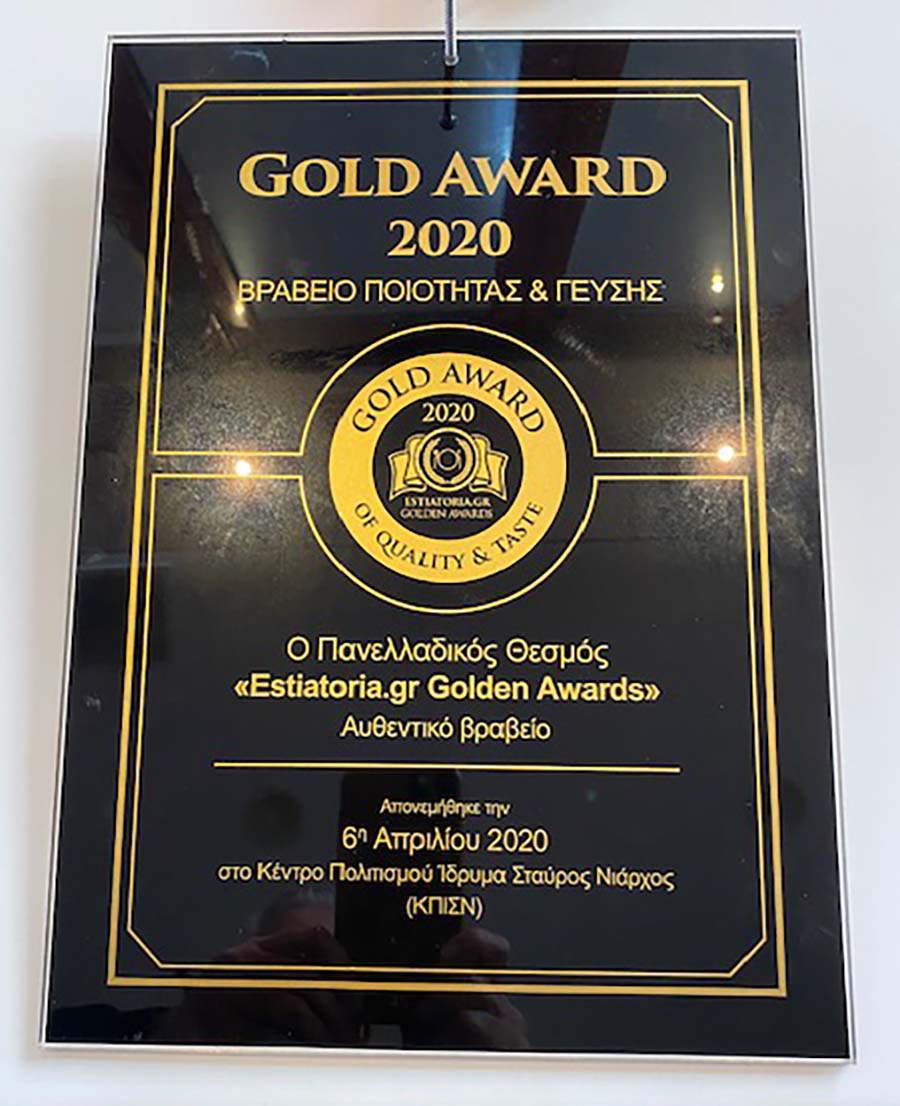 GOLD AWARD
2020
ΒΡΑΒΕΙΟ ΠΟΙΟΤΗΤΑΣ & ΓΕΥΣΗΣ
GOLD AWARD
2020
ESTIATORIA.GR
GOLDEN AWARDS
OF QUALITY & TASTE
Ο Πανελλαδικός Θεσμός
«Estiatoria.gr Golden Awards»
Αυθεντικό βραβείο
Απονεμήθηκε την
6η Απριλίου 2020
στο Κέντρο Πολιτισμού Ίδρυμα Σταύρος Νιάρχος
(ΚΠΙΣΝ)